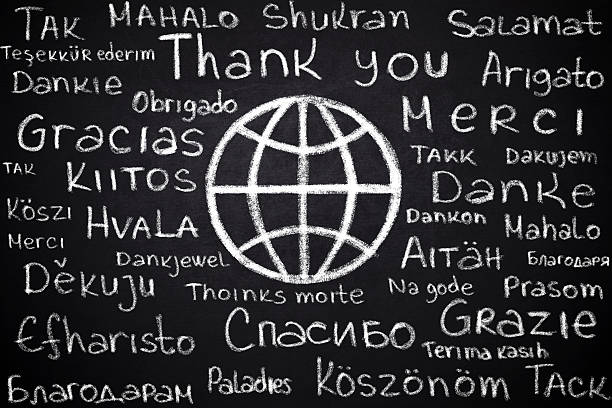 Tak
Mahalo
Shukran
Salamat
Teşekkür ederim
Thank you
Dankie
Arigato
Obrigado
Merci
Gracias
Takk
Dakujem
Tak
Kiitos
Danke
Köszi
Hvala
Dankon
Mahalo
Merci
Dankjewel
Aitäh
Благодаря
Děkuju
Thoinks morte
Na gode
Prasom
Efharisto
Спасибо
Grazie
Terima kasih
Благодарам
Paladies
Köszönöm
Tack